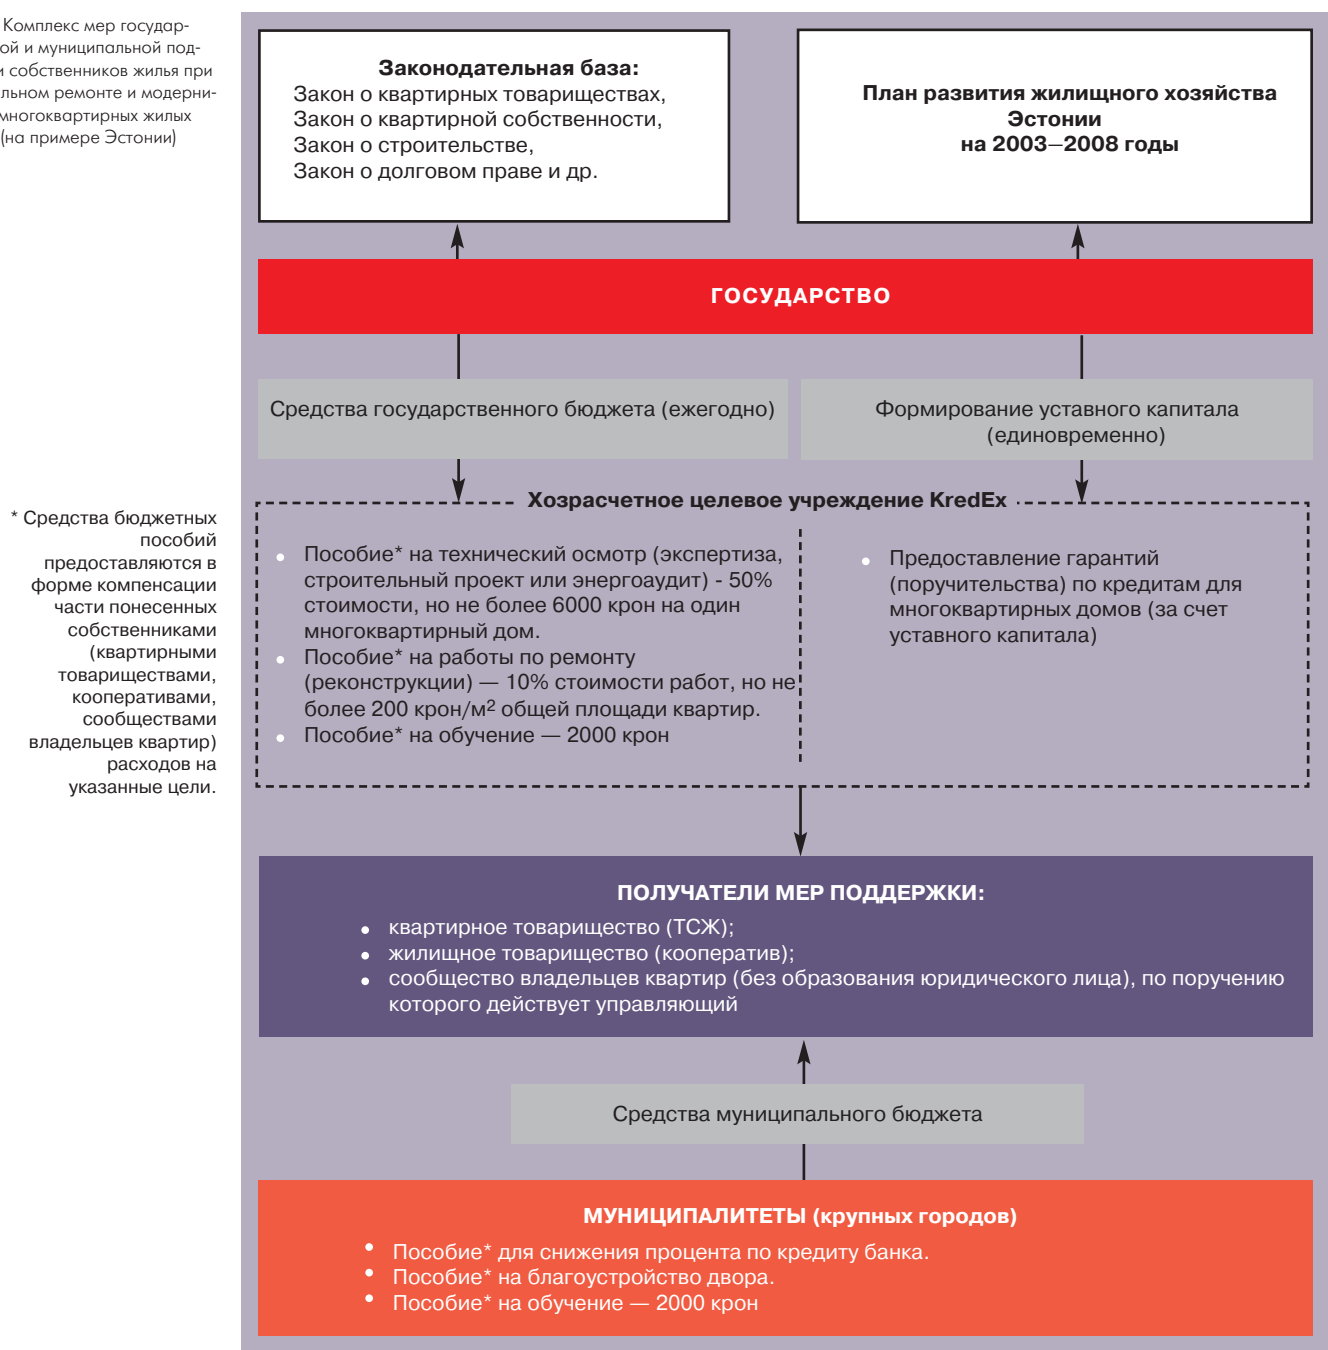 Комплекс мер государ-
ой и муниципальной под-
и собственников жилья при
льном ремонте и модерни-
многоквартирных жилых
(на примере Эстонии)
Законодательная база:
Закон о квартирных товариществах,
Закон о квартирной собственности,
Закон о строительстве,
Закон о долговом праве и др.
План развития жилищного хозяйства
Эстонии
на 2003—2008 годы
ГОСУДАРСТВО
Средства государственного бюджета (ежегодно)
Формирование уставного капитала
(единовременно)
Хозрасчетное целевое учреждение KredEx
* Средства бюджетных
пособий
предоставляются в
форме компенсации
части понесенных
собственниками
(квартирными
товариществами,
кооперативами,
сообществами
владельцев квартир)
расходов на
указанные цели.
• Пособие* на технический осмотр (экспертиза,
строительный проект или энергоаудит) - 50%
стоимости, но не более 6000 крон на один
многоквартирный дом.
• Пособие* на работы по ремонту
(реконструкции) — 10% стоимости работ, но не
более 200 крон/м² общей площади квартир.
• Пособие* на обучение — 2000 крон
• Предоставление гарантий
(поручительства) по кредитам для
многоквартирных домов (за счет
уставного капитала)
ПОЛУЧАТЕЛИ МЕР ПОДДЕРЖКИ:
• квартирное товарищество (ТСЖ);
• жилищное товарищество (кооператив);
• сообщество владельцев квартир (без образования юридического лица), по поручению
которого действует управляющий
Средства муниципального бюджета
МУНИЦИПАЛИТЕТЫ (крупных городов)
• Пособие* для снижения процента по кредиту банка.
• Пособие* на благоустройство двора.
• Пособие* на обучение — 2000 крон